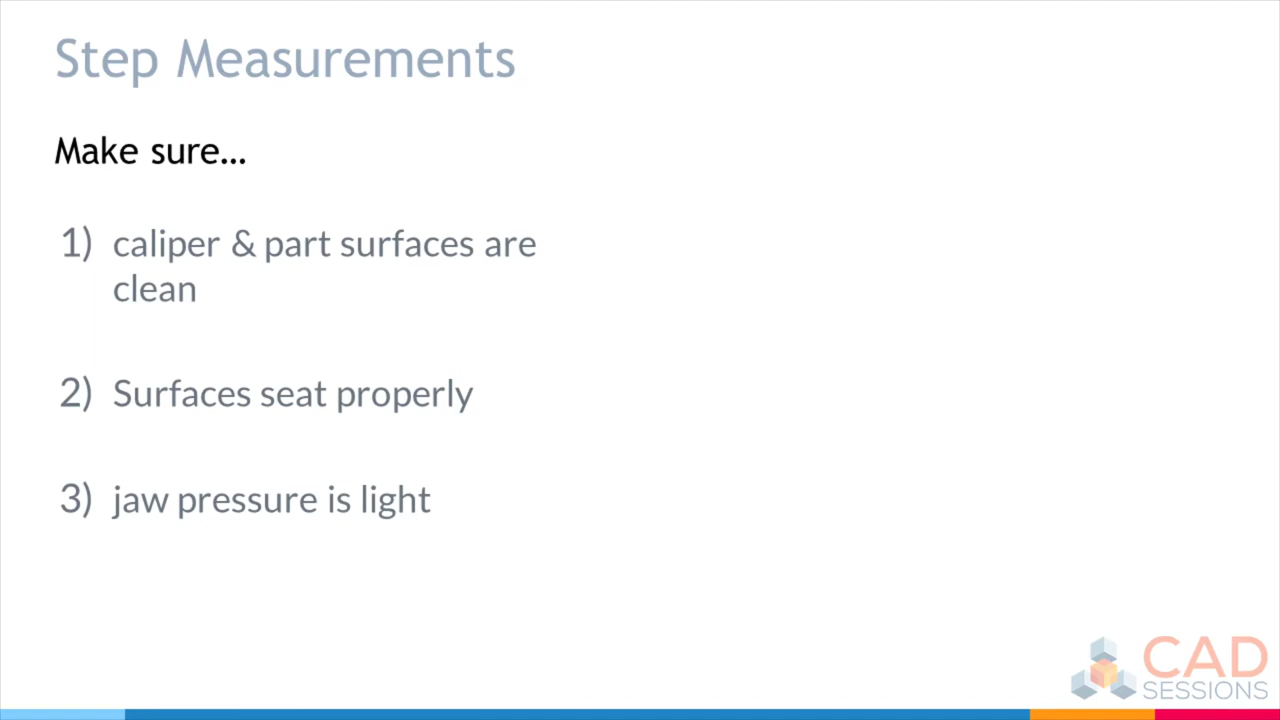 Step Measurements
Make sure...
1) caliper & part surfaces are
clean
2) Surfaces seat properly
3) jaw pressure is light
CAD
SESSIONS